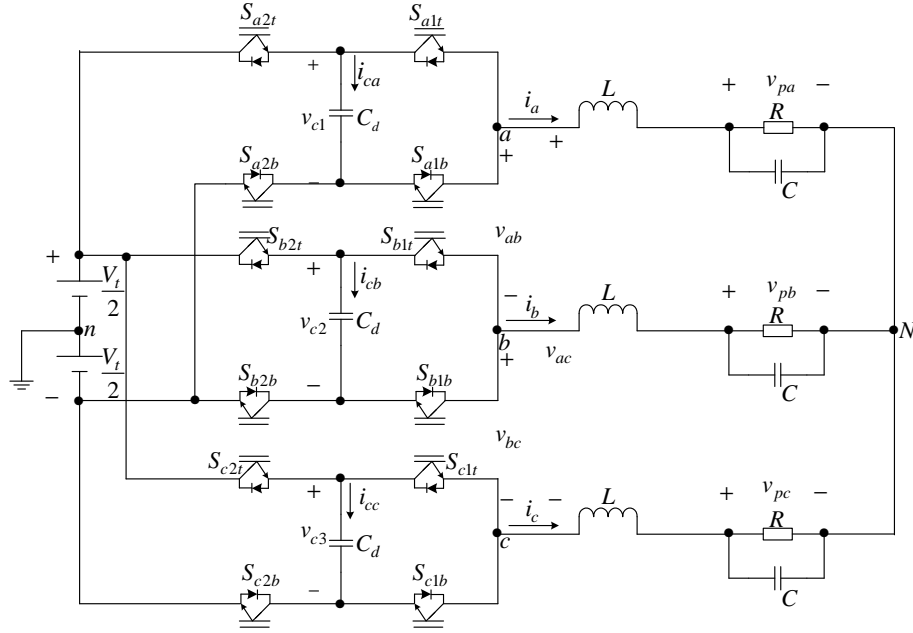 S_{a2t} S_{a1t}
+ i_{ca} + v_{pa} −
L
i_a R
v_{c1} C_d a +
S_{a2b} S_{a1b} + C
−
S_{b2t} S_{b1t} v_{ab}
+ + i_{cb} L + v_{pb} −
V_t/2 − i_b R
n v_{c2} C_d b N
V_t/2 + v_{ac}
S_{b2b} − S_{b1b} C
−
v_{bc}
S_{c2t} S_{c1t}
+ i_{cc} − − L + v_{pc} −
i_c R
v_{c3} C_d c
S_{c2b} − S_{c1b} C